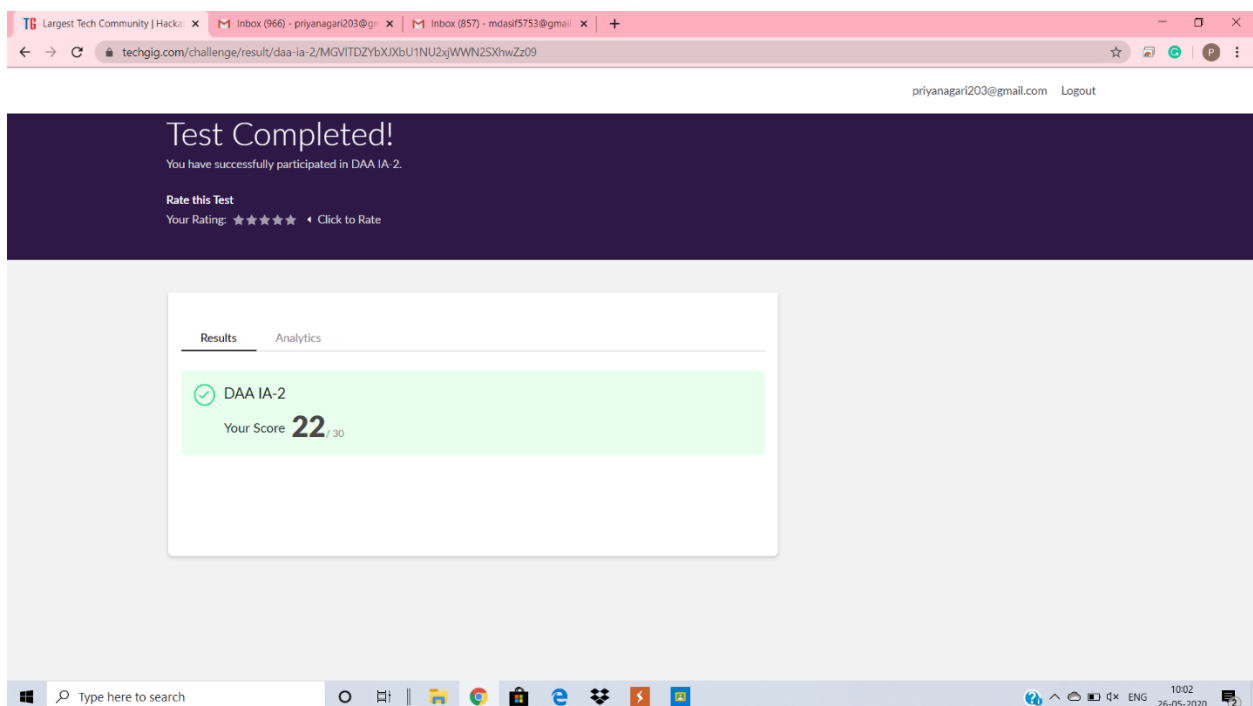 TG Largest Tech Community | Hacka
Inbox (966) - priyanagari203@gm
Inbox (857) - mdasif5753@gmail
techgig.com/challenge/result/daa-ia-2/MGVlTDZYbXJXbU1NU2xjWWN2SXhwZz09
P
priyanagari203@gmail.com Logout
Test Completed!
You have successfully participated in DAA IA-2.
Rate this Test
Your Rating: Click to Rate
Results Analytics
DAA IA-2
Your Score 22/ 30
Type here to search
ENG
10:02
26-05-2020
2